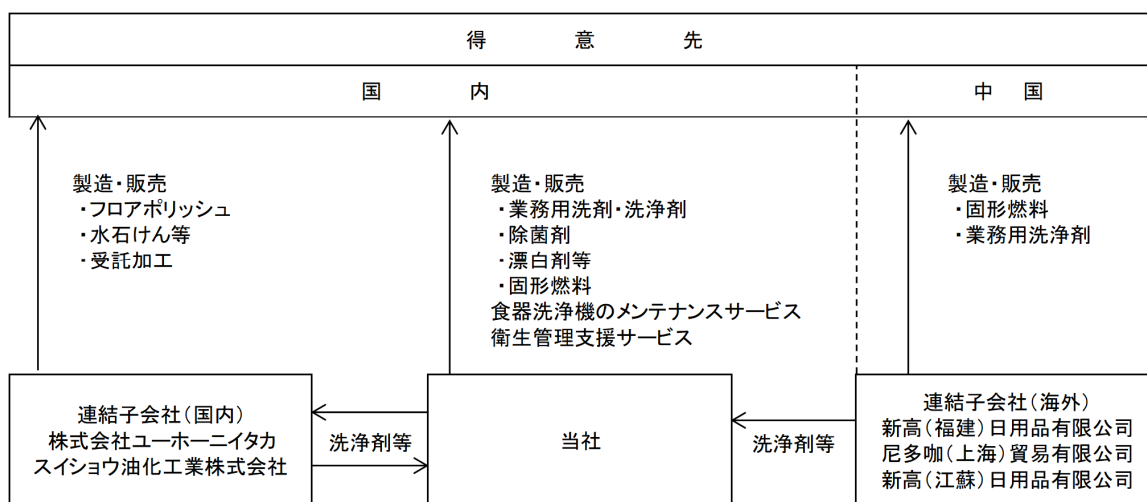 得意先
国内
中国
製造・販売
・フロアポリッシュ
・水石けん等
・受託加工
製造・販売
・業務用洗剤・洗浄剤
・除菌剤
・漂白剤等
・固形燃料
食器洗浄機のメンテナンスサービス
衛生管理支援サービス
製造・販売
・固形燃料
・業務用洗浄剤
連結子会社（国内）
株式会社ユーホーニイタカ
スイショウ油化工業株式会社
洗浄剤等
当社
洗浄剤等
連結子会社（海外）
新高（福建）日用品有限公司
尼多咖（上海）貿易有限公司
新高（江蘇）日用品有限公司